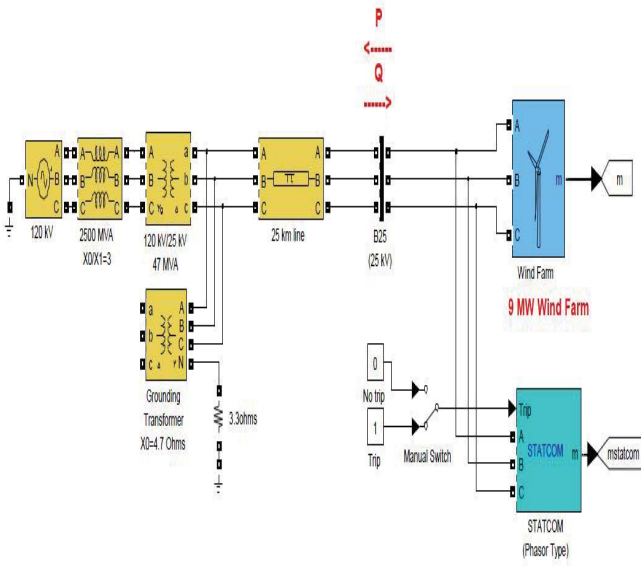 P
Q
A
A
A
A
a
A
A
A
N
B
B
B
B
b
B
B
B
m
m
C
C
C
C
c
C
C
C
Yg
Δ
120 kV
2500 MVA
X0/X1=3
120 kV/25 kV
47 MVA
25 km line
B25
(25 kV)
Wind Farm
9 MW Wind Farm
a
A
B
b
C
c
N
Δ
Y
Grounding
Transformer
X0=4.7 Ohms
3.3ohms
0
No trip
1
Trip
Manual Switch
Trip
A
STATCOM
B
C
m
mstatcom
STATCOM
(Phasor Type)